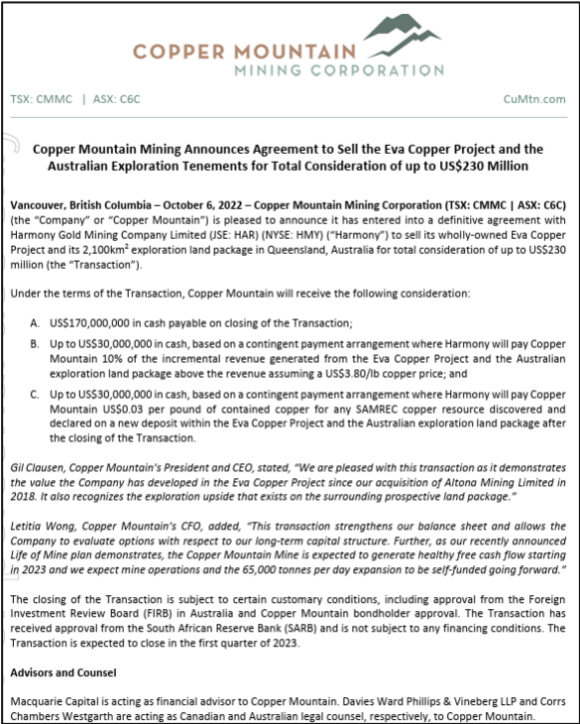 COPPER MOUNTAIN
MINING CORPORATION
TSX: CMMC | ASX: C6C
CuMtn.com
Copper Mountain Mining Announces Agreement to Sell the Eva Copper Project and the
Australian Exploration Tenements for Total Consideration of up to US$230 Million
Vancouver, British Columbia – October 6, 2022 – Copper Mountain Mining Corporation (TSX: CMMC | ASX: C6C)
(the “Company” or “Copper Mountain”) is pleased to announce it has entered into a definitive agreement with
Harmony Gold Mining Company Limited (JSE: HAR) (NYSE: HMY) (“Harmony”) to sell its wholly-owned Eva Copper
Project and its 2,100km² exploration land package in Queensland, Australia for total consideration of up to US$230
million (the “Transaction”).
Under the terms of the Transaction, Copper Mountain will receive the following consideration:
A. US$170,000,000 in cash payable on closing of the Transaction;
B. Up to US$30,000,000 in cash, based on a contingent payment arrangement where Harmony will pay Copper
Mountain 10% of the incremental revenue generated from the Eva Copper Project and the Australian
exploration land package above the revenue assuming a US$3.80/lb copper price; and
C. Up to US$30,000,000 in cash, based on a contingent payment arrangement where Harmony will pay Copper
Mountain US$0.03 per pound of contained copper for any SAMREC copper resource discovered and
declared on a new deposit within the Eva Copper Project and the Australian exploration land package after
the closing of the Transaction.
Gil Clausen, Copper Mountain’s President and CEO, stated, “We are pleased with this transaction as it demonstrates
the value the Company has developed in the Eva Copper Project since our acquisition of Altona Mining Limited in
2018. It also recognizes the exploration upside that exists on the surrounding prospective land package.”
Letitia Wong, Copper Mountain’s CFO, added, “This transaction strengthens our balance sheet and allows the
Company to evaluate options with respect to our long-term capital structure. Further, as our recently announced
Life of Mine plan demonstrates, the Copper Mountain Mine is expected to generate healthy free cash flow starting
in 2023 and we expect mine operations and the 65,000 tonnes per day expansion to be self-funded going forward.”
The closing of the Transaction is subject to certain customary conditions, including approval from the Foreign
Investment Review Board (FIRB) in Australia and Copper Mountain bondholder approval. The Transaction has
received approval from the South African Reserve Bank (SARB) and is not subject to any financing conditions. The
Transaction is expected to close in the first quarter of 2023.
Advisors and Counsel
Macquarie Capital is acting as financial advisor to Copper Mountain. Davies Ward Phillips & Vineberg LLP and Corrs
Chambers Westgarth are acting as Canadian and Australian legal counsel, respectively, to Copper Mountain.